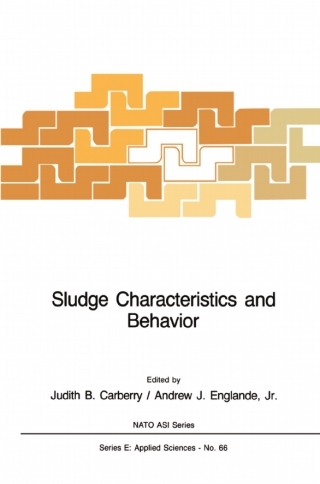 Sludge Characteristics and
Behavior
Edited by
Judith B. Carberry / Andrew J. Englande, Jr.
NATO ASI Series
Series E: Applied Sciences - No. 66